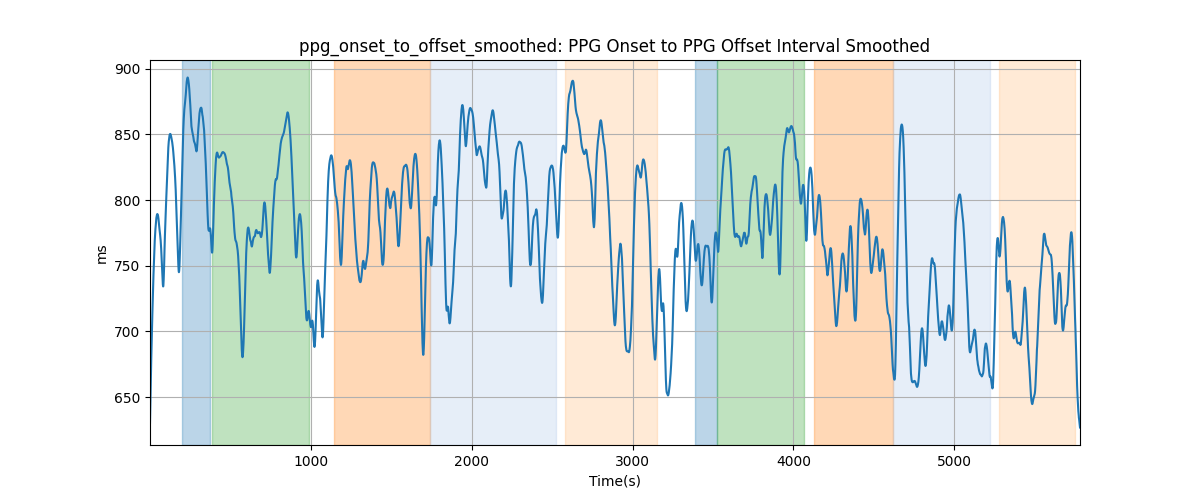 ppg_onset_to_offset_smoothed: PPG Onset to PPG Offset Interval Smoothed
900
850
800
750
700
650
ms
1000 2000 3000 4000 5000
Time(s)